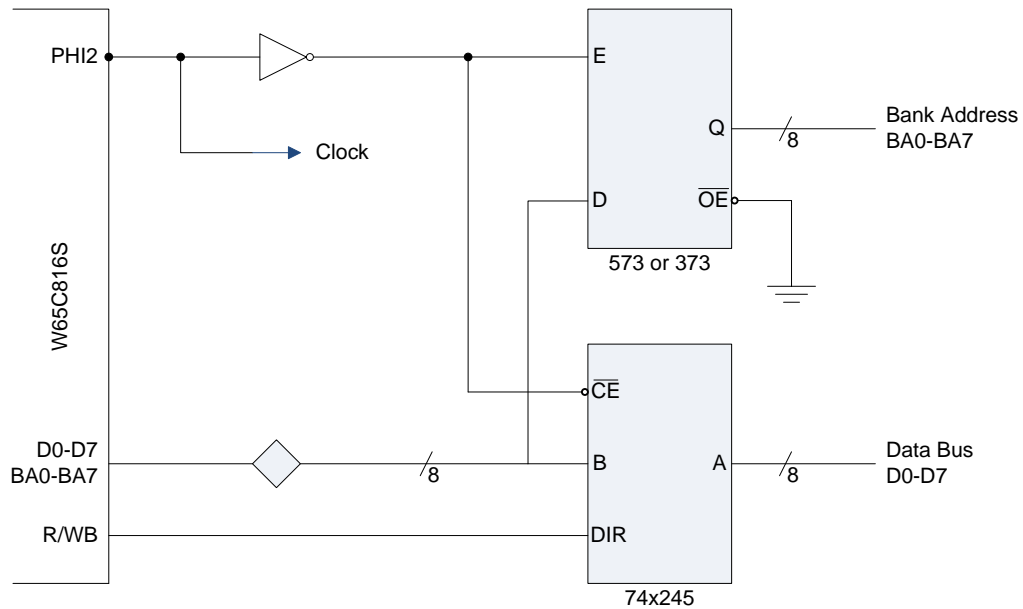 PHI2
E
Q
Bank Address
BA0-BA7
8
Clock
D
OE
573 or 373
W65C816S
CE
D0-D7
BA0-BA7
8
B
A
8
Data Bus
D0-D7
R/WB
DIR
74x245